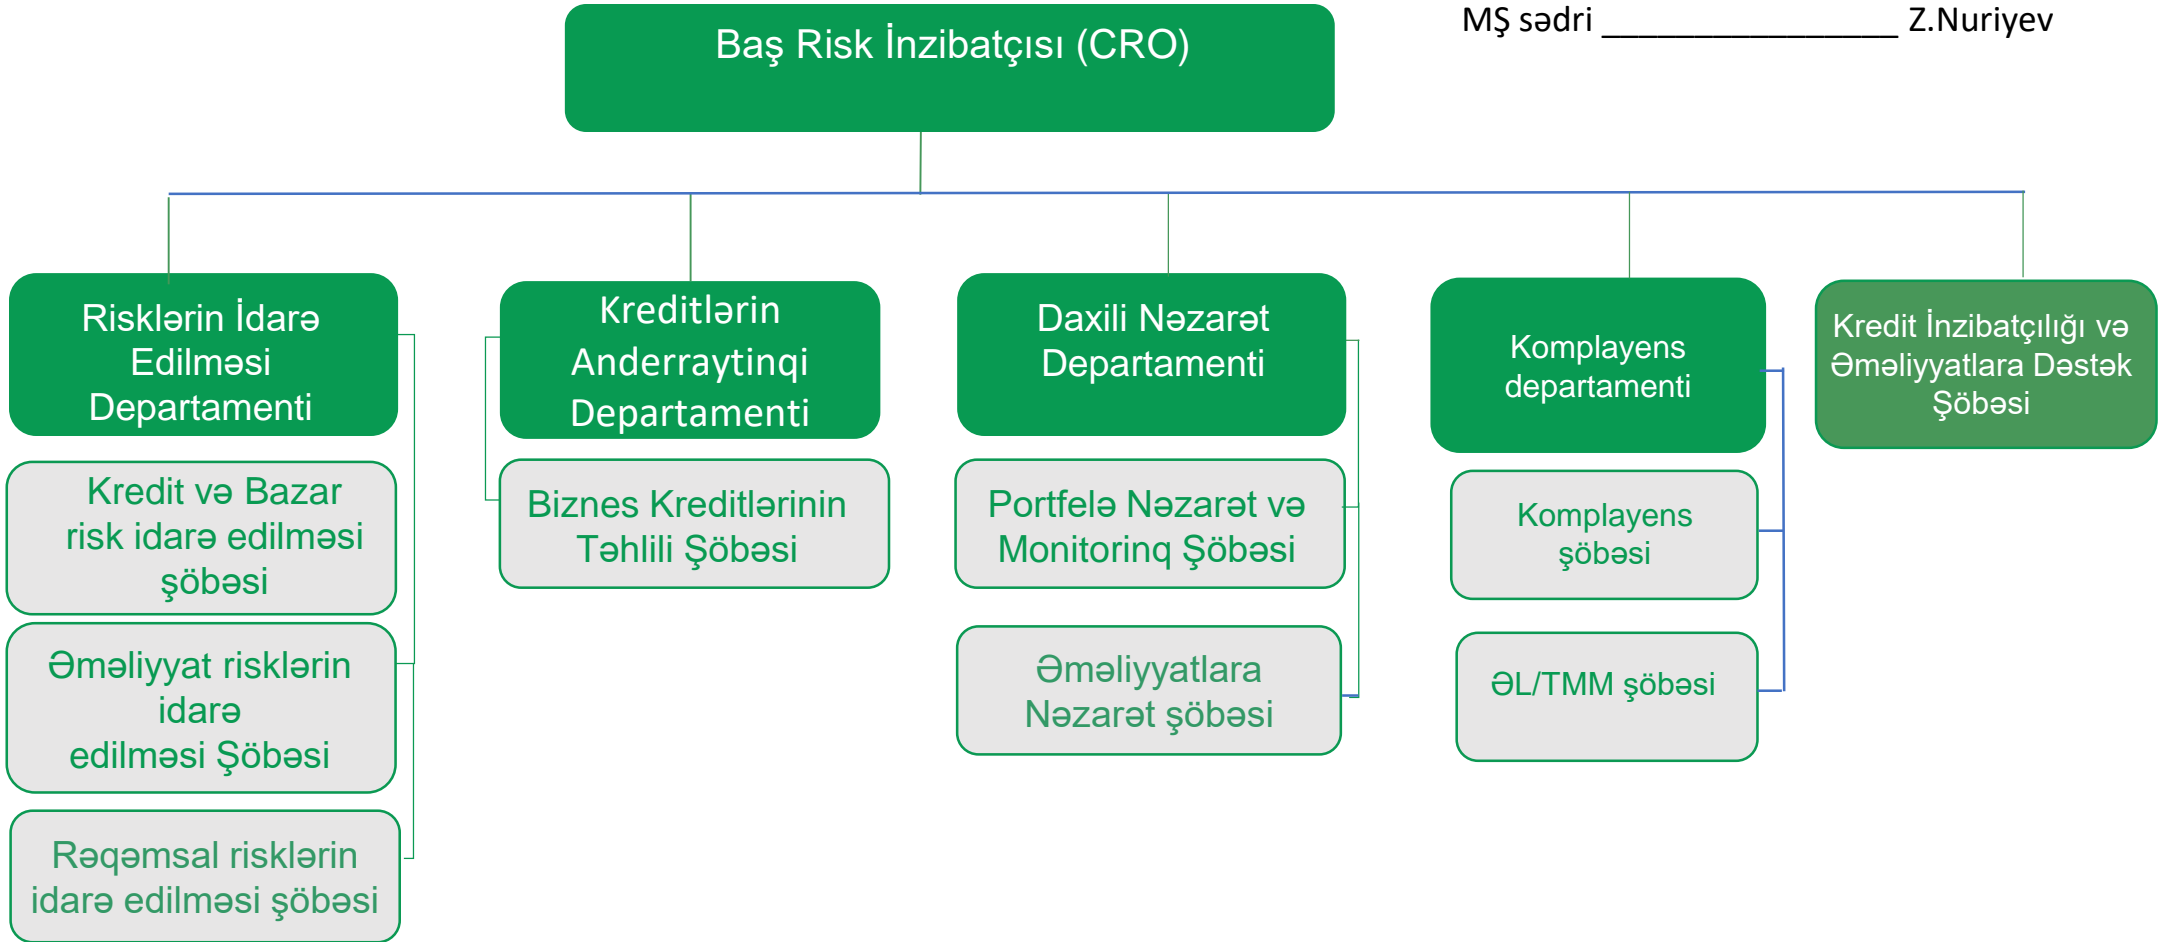 MŞ sədri ________________ Z.Nuriyev
Baş Risk İnzibatçısı (CRO)
Risklərin İdarə
Edilməsi
Departamenti
Kreditlərin
Anderraytinqi
Departamenti
Daxili Nəzarət
Departamenti
Komplayens
departamenti
Kredit İnzibatçılığı və
Əməliyyatlara Dəstək
Şöbəsi
Kredit və Bazar
risk idarə edilməsi
şöbəsi
Əməliyyat risklərin
idarə
edilməsi Şöbəsi
Rəqəmsal risklərin
idarə edilməsi şöbəsi
Biznes Kreditlərinin
Təhlili Şöbəsi
Portfelə Nəzarət və
Monitorinq Şöbəsi
Əməliyyatlara
Nəzarət şöbəsi
Komplayens
şöbəsi
ƏL/TMM şöbəsi